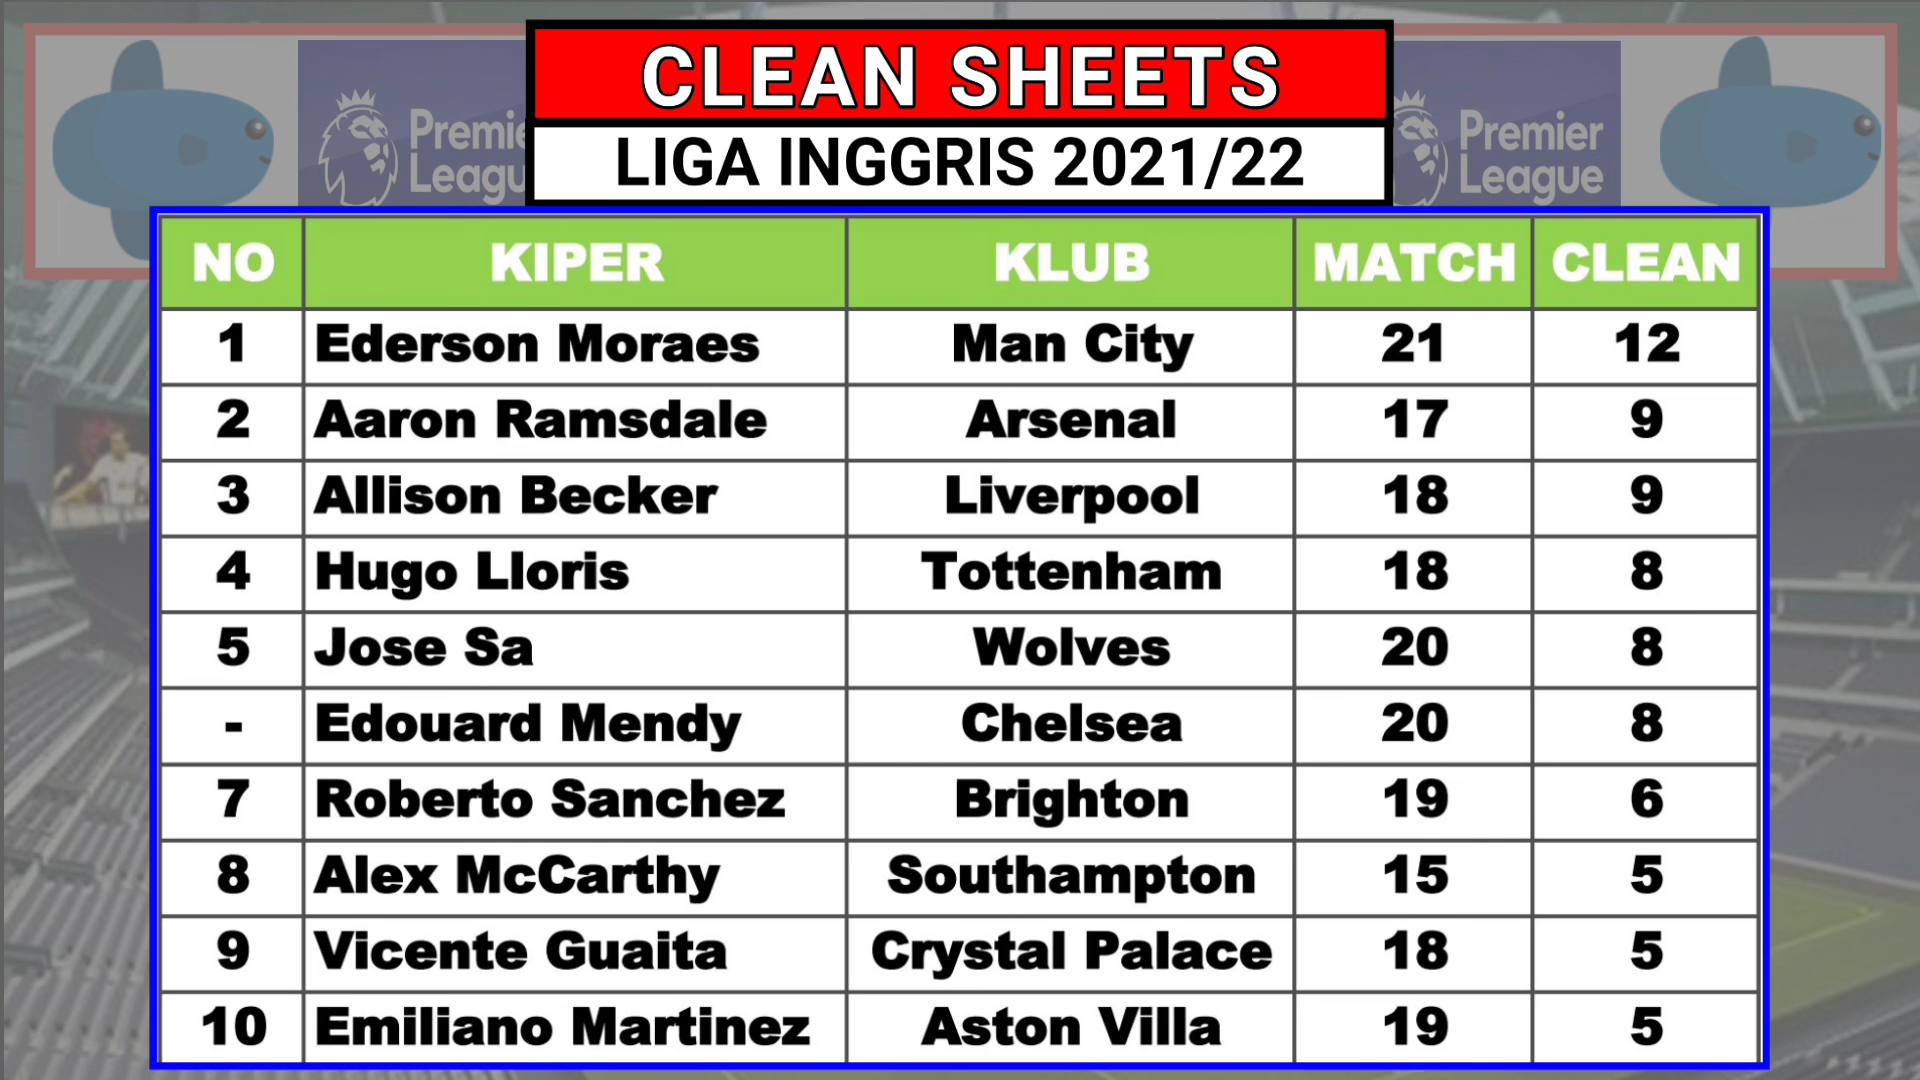 CLEAN SHEETS
LIGA INGGRIS 2021/22
Premie
Leagu
Premier
League
NO KIPER KLUB MATCH CLEAN
1 Ederson Moraes Man City 21 12
2 Aaron Ramsdale Arsenal 17 9
3 Allison Becker Liverpool 18 9
4 Hugo Lloris Tottenham 18 8
5 Jose Sa Wolves 20 8
- Edouard Mendy Chelsea 20 8
7 Roberto Sanchez Brighton 19 6
8 Alex McCarthy Southampton 15 5
9 Vicente Guaita Crystal Palace 18 5
10 Emiliano Martinez Aston Villa 19 5